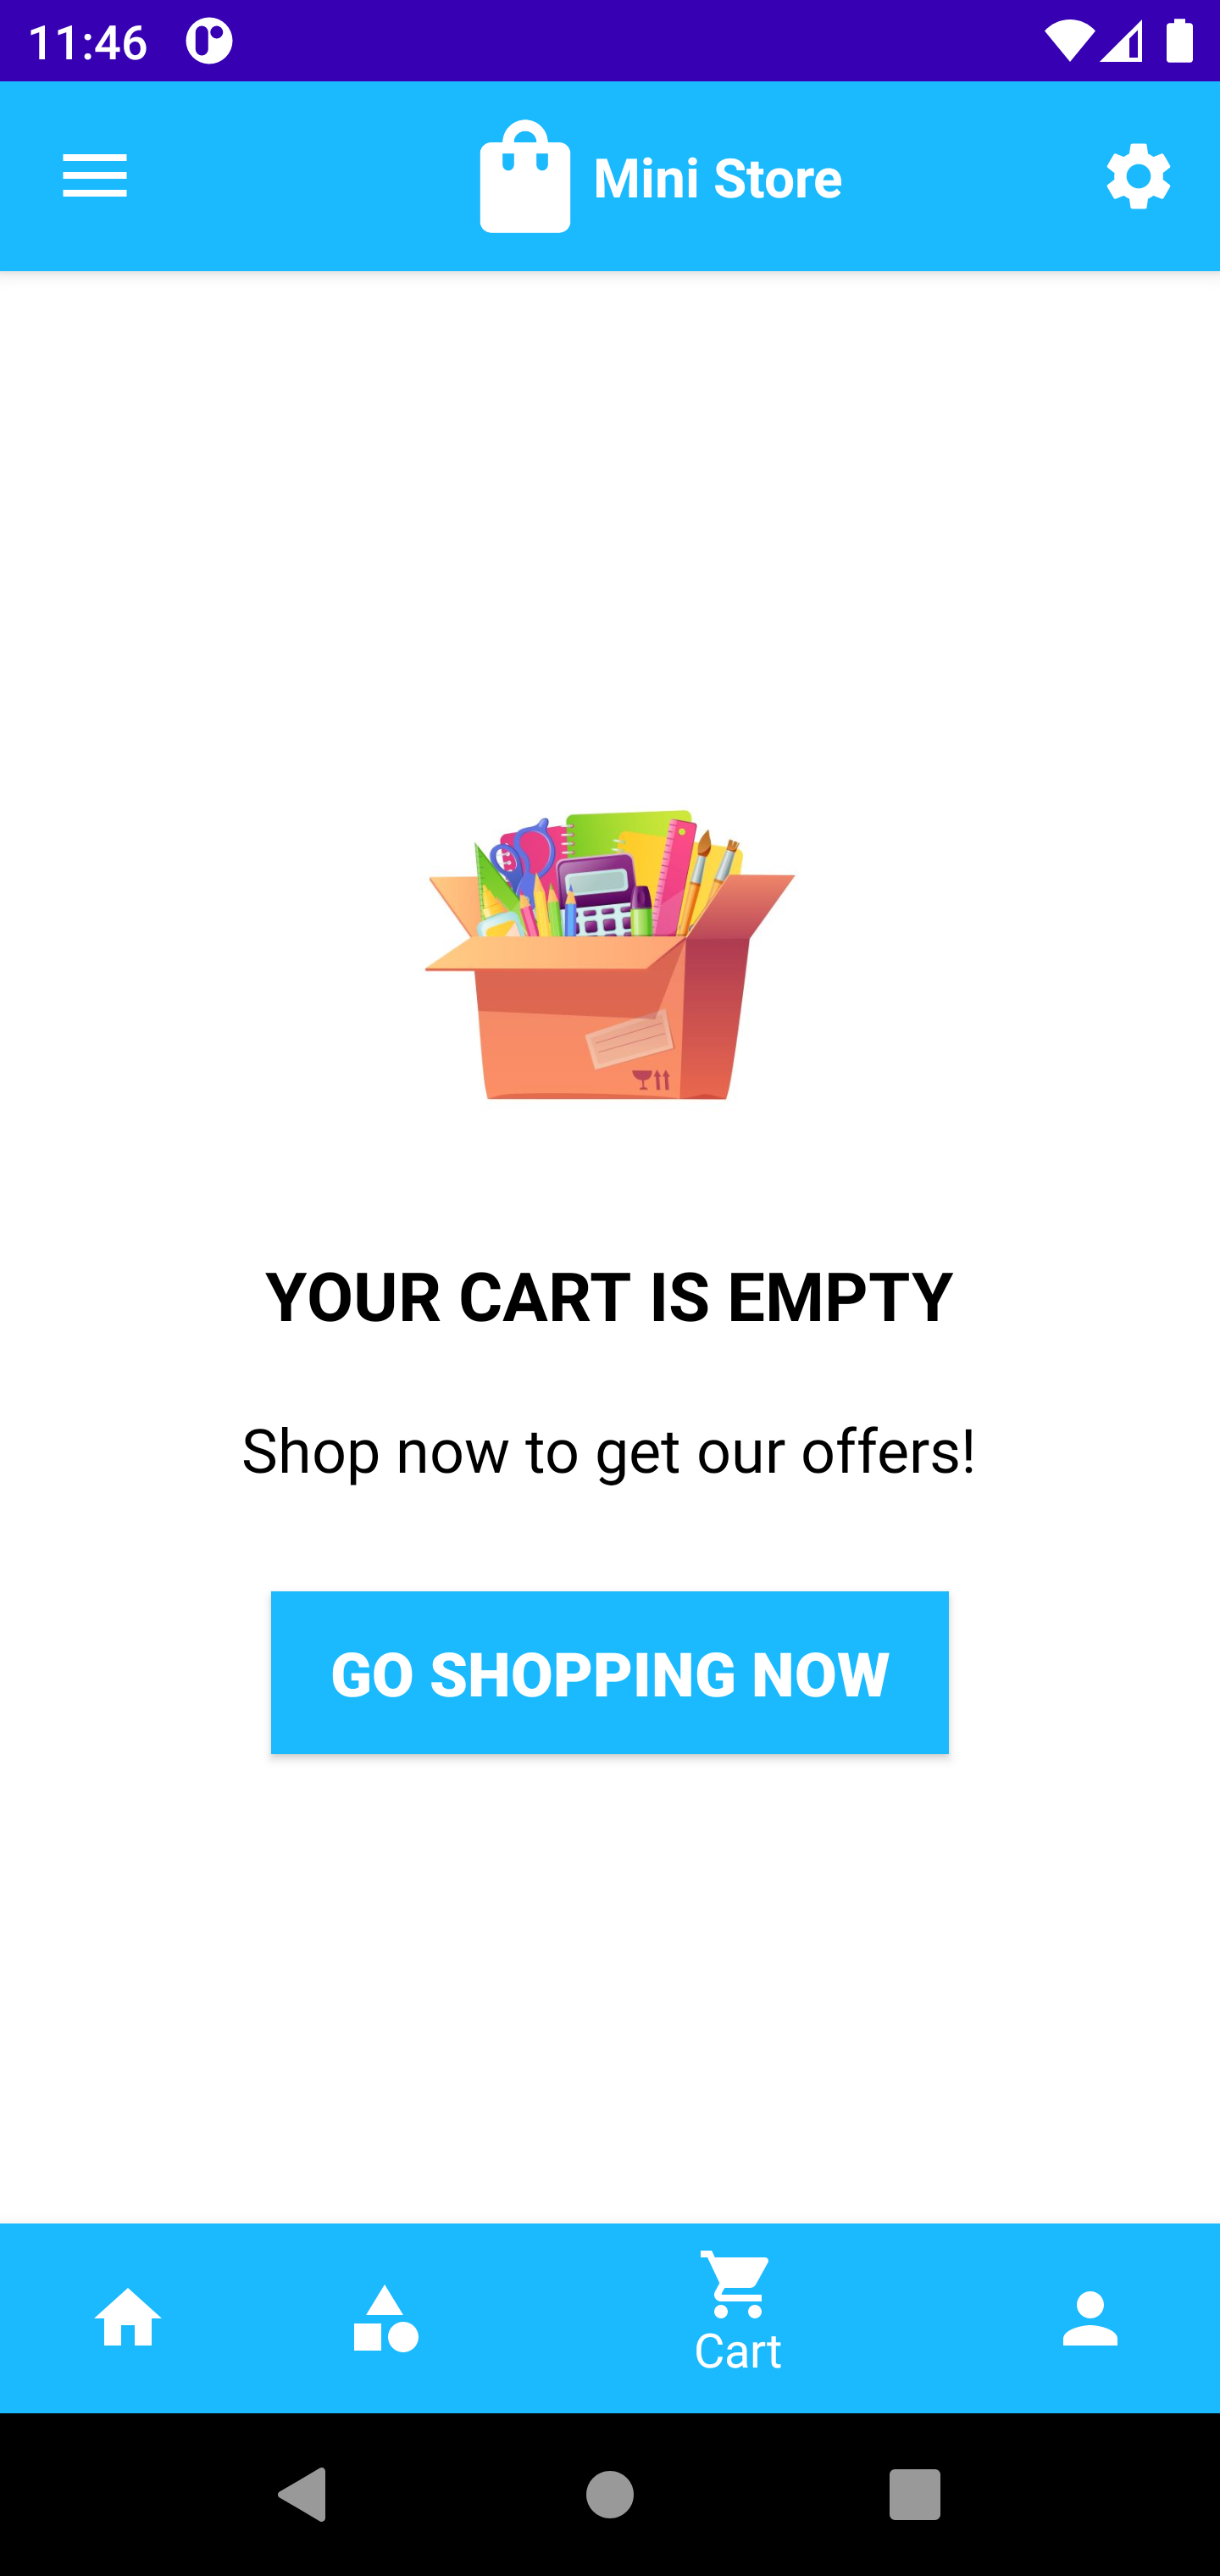 11:46
Mini Store
YOUR CART IS EMPTY
Shop now to get our offers!
GO SHOPPING NOW
Cart